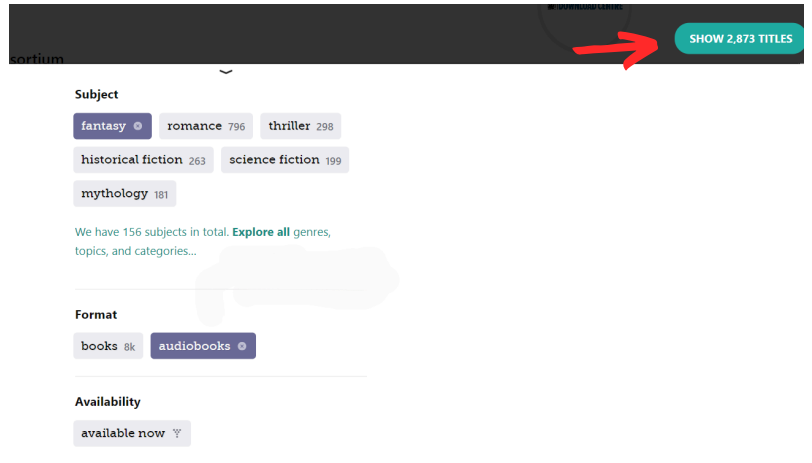 DOWNLOAD CENTRE
SHOW 2,873 TITLES
sortium
Subject
fantasy
romance 796 thriller 298
historical fiction 263 science fiction 199
mythology 181
We have 156 subjects in total. Explore all genres,
topics, and categories...
Format
books 8k audiobooks
Availability
available now